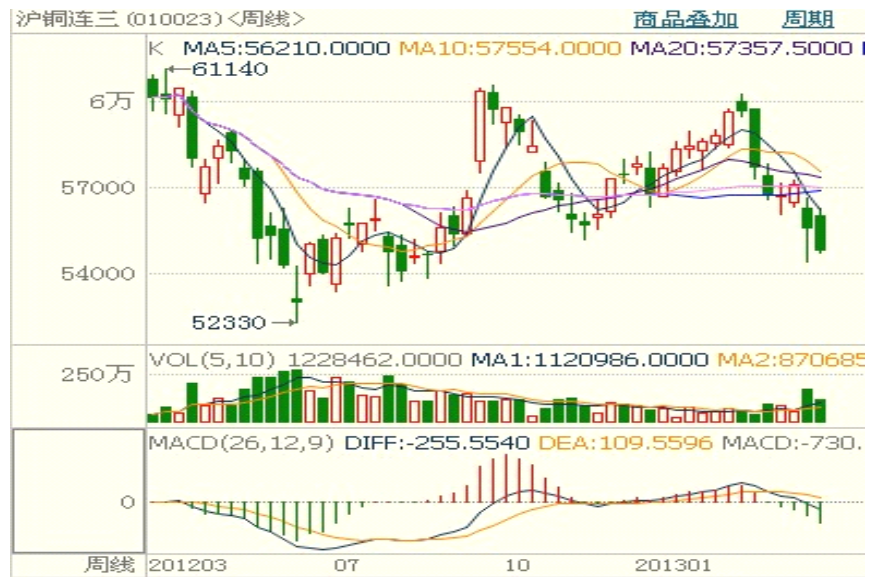 沪铜连三 (010023)<周线> 商品叠加 周期
K MA5:56210.0000 MA10:57554.0000 MA20:57357.5000
←61140
6万
57000
54000
52330→
VOL(5,10) 1228462.0000 MA1:1120986.0000 MA2:870685
250万
MACD(26,12,9) DIFF:-255.5540 DEA:109.5596 MACD:-730.
0
周线 201203 07 10 201301